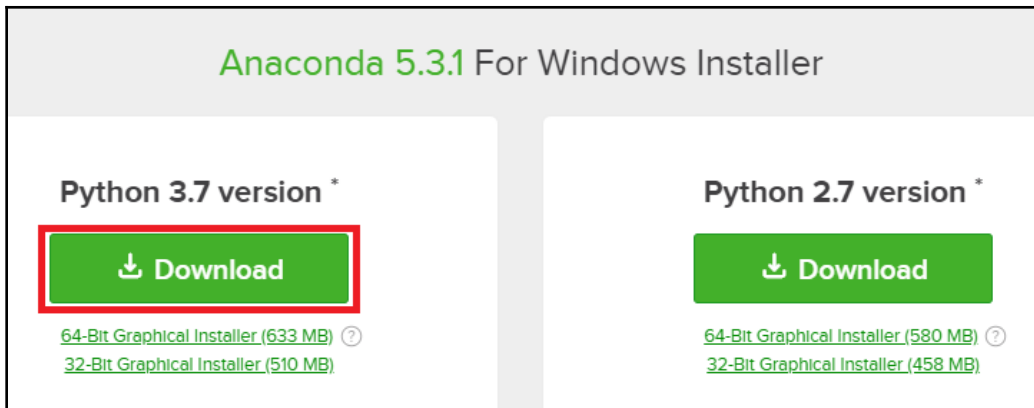 Anaconda 5.3.1 For Windows Installer
Python 3.7 version *
Download
64-Bit Graphical Installer (633 MB) ?
32-Bit Graphical Installer (510 MB)
Python 2.7 version *
Download
64-Bit Graphical Installer (580 MB) ?
32-Bit Graphical Installer (458 MB)